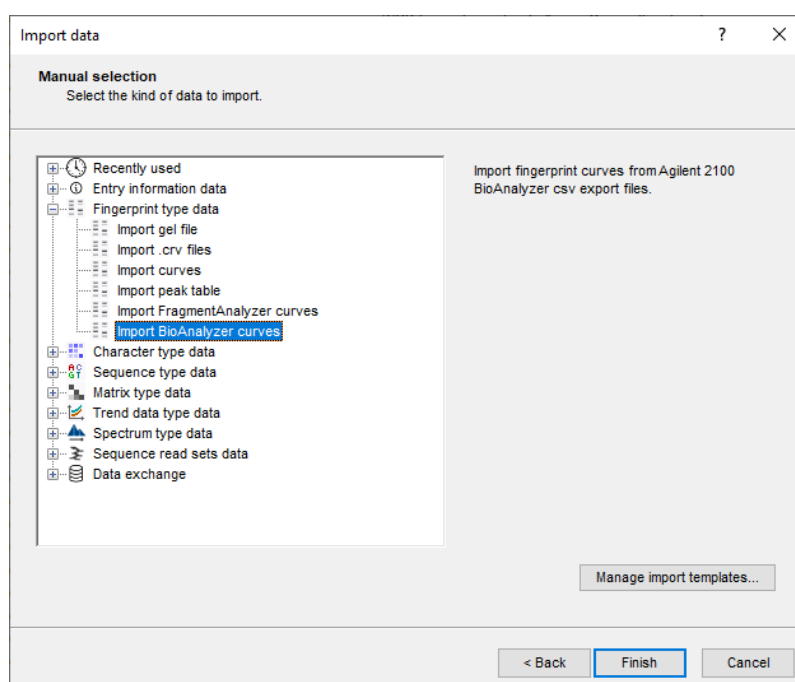 Import data
?
Manual selection
Select the kind of data to import.
Recently used
Entry information data
Fingerprint type data
Import gel file
Import .crv files
Import curves
Import peak table
Import FragmentAnalyzer curves
Import BioAnalyzer curves
Character type data
Sequence type data
Matrix type data
Trend data type data
Spectrum type data
Sequence read sets data
Data exchange
Import fingerprint curves from Agilent 2100
BioAnalyzer csv export files.
Manage import templates...
< Back Finish Cancel